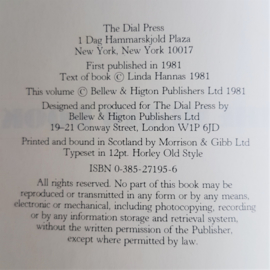 The Dial Press
1 Dag Hammarskjold Plaza
New York, New York 10017
First published in 1981
Text of book © Linda Hannas 1981
This volume © Bellew & Higton Publishers Ltd 1981
Designed and produced for The Dial Press by
Bellew & Higton Publishers Ltd
19–21 Conway Street, London W1P 6JD
Printed and bound in Scotland by Morrison & Gibb Ltd
Typeset in 12pt. Horley Old Style
ISBN 0-385-27195-6
All rights reserved. No part of this book may be
reproduced or transmitted in any form or by any means,
electronic or mechanical, including photocopying, recording
or by any information storage and retrieval system,
without the written permission of the Publisher,
except where permitted by law.